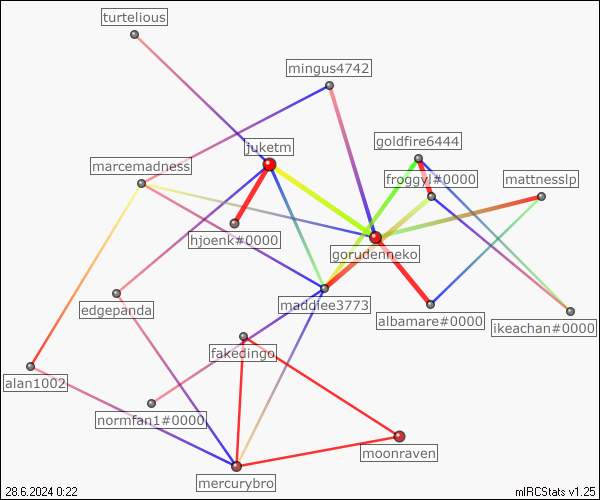 turtelious
mingus4742
goldfire6444
juketm
marcemadness
froggyl#0000
mattnesslp
hjoenk#0000
gorudenneko
maddiee3773
edgepanda
albamare#0000
ikeachan#0000
fakedingo
alan1002
normfan1#0000
moonraven
mercurybro
28.6.2024 0:22
mIRCStats v1.25